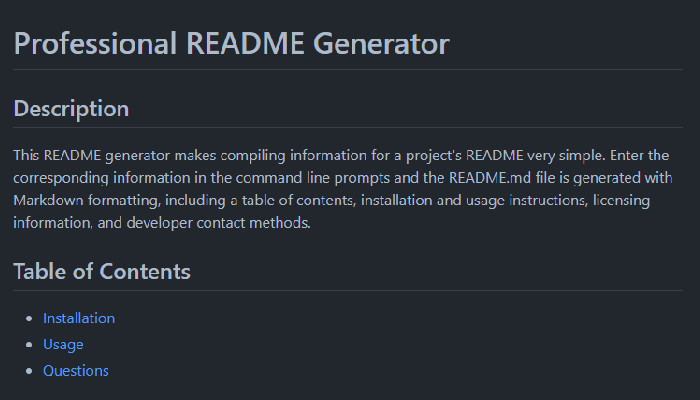 Professional README Generator
Description
This README generator makes compiling information for a project's README very simple. Enter the
corresponding information in the command line prompts and the README.md file is generated with
Markdown formatting, including a table of contents, installation and usage instructions, licensing
information, and developer contact methods.
Table of Contents
Installation
Usage
Questions